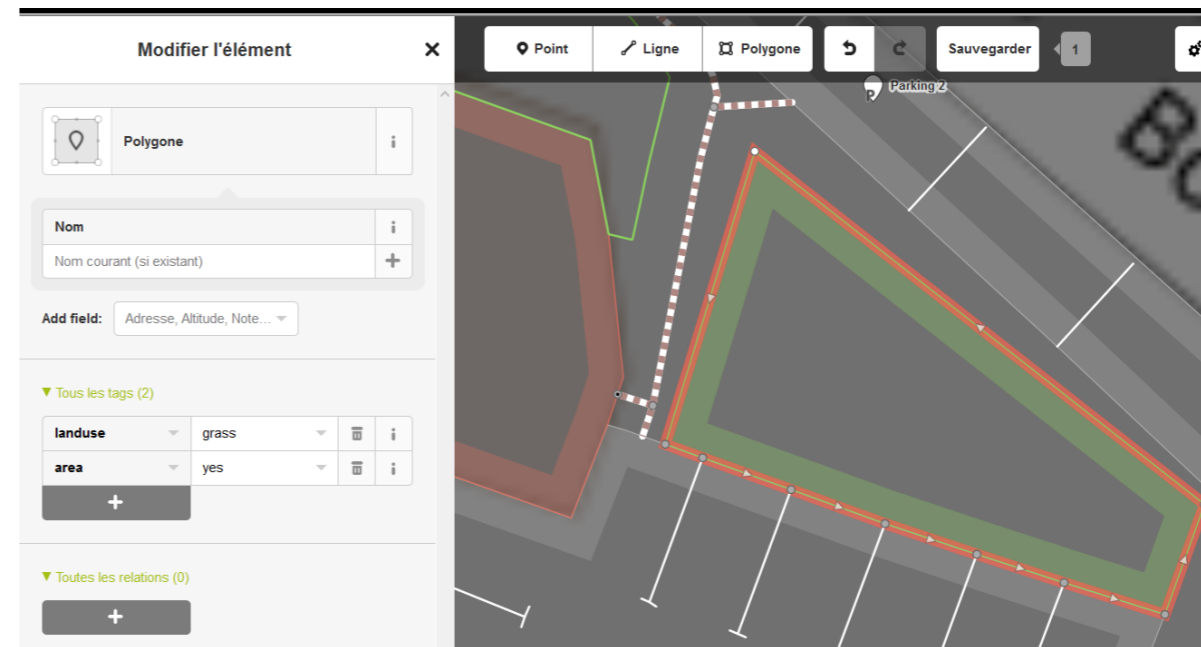 Modifier l'élément
Point
Ligne
Polygone
Sauvegarder
1
Parking 2
P
Polygone
i
Nom
i
Nom courant (si existant)
Add field:
Adresse, Altitude, Note...
Tous les tags (2)
landuse
grass
i
area
yes
i
Toutes les relations (0)